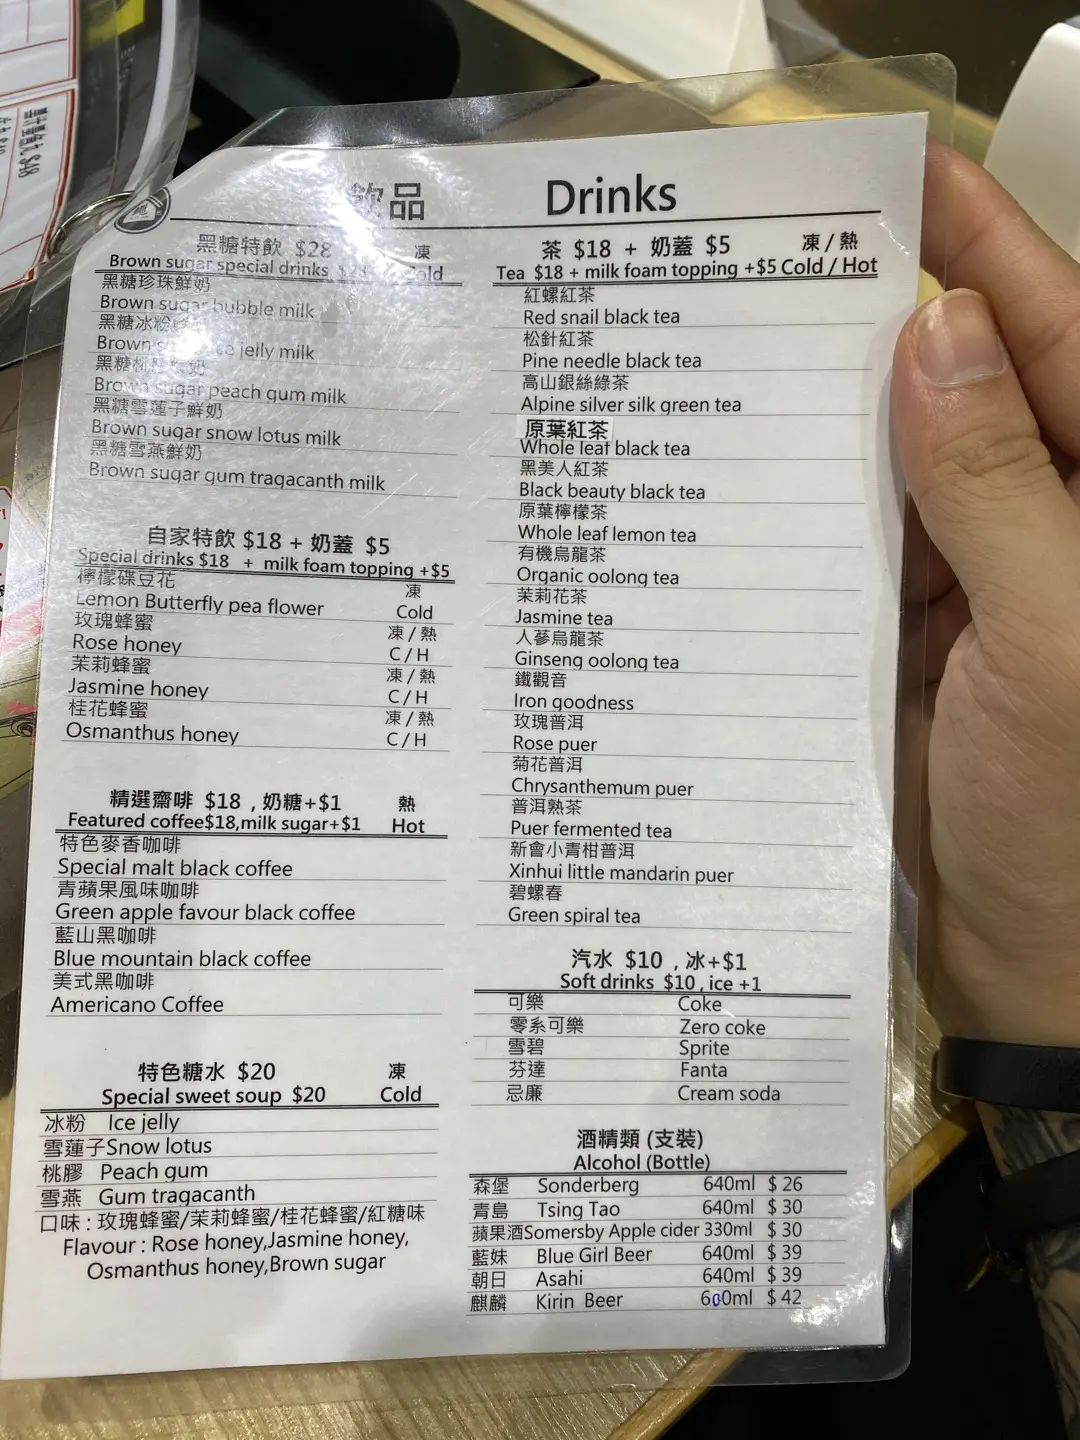 飲品 Drinks
黑糖特飲 $28 凍
Brown sugar special drinks $28 Cold
黑糖珍珠鮮奶
Brown sugar bubble milk
黑糖冰粉
Brown ice jelly milk
黑糖桃膠鮮奶
Brown sugar peach gum milk
黑糖雪蓮子鮮奶
Brown sugar snow lotus milk
黑糖雪燕鮮奶
Brown sugar gum tragacanth milk
自家特飲 $18 + 奶蓋 $5
Special drinks $18 + milk foam topping +$5
檸檬碟豆花 凍
Lemon Butterfly pea flower Cold
玫瑰蜂蜜 凍 / 熱
Rose honey C / H
茉莉蜂蜜 凍 / 熱
Jasmine honey C / H
桂花蜂蜜 凍 / 熱
Osmanthus honey C / H
精選齋啡 $18 , 奶糖+$1 熱
Featured coffee$18,milk sugar+$1 Hot
特色麥香咖啡
Special malt black coffee
青蘋果風味咖啡
Green apple favour black coffee
藍山黑咖啡
Blue mountain black coffee
美式黑咖啡
Americano Coffee
特色糖水 $20 凍
Special sweet soup $20 Cold
冰粉 Ice jelly
雪蓮子Snow lotus
桃膠 Peach gum
雪燕 Gum tragacanth
口味 : 玫瑰蜂蜜/茉莉蜂蜜/桂花蜂蜜/紅糖味
Flavour : Rose honey,Jasmine honey,
Osmanthus honey,Brown sugar
茶 $18 + 奶蓋 $5 凍 / 熱
Tea $18 + milk foam topping +$5 Cold / Hot
紅螺紅茶
Red snail black tea
松針紅茶
Pine needle black tea
高山銀絲綠茶
Alpine silver silk green tea
原葉紅茶
Whole leaf black tea
黑美人紅茶
Black beauty black tea
原葉檸檬茶
Whole leaf lemon tea
有機烏龍茶
Organic oolong tea
茉莉花茶
Jasmine tea
人蔘烏龍茶
Ginseng oolong tea
鐵觀音
Iron goodness
玫瑰普洱
Rose puer
菊花普洱
Chrysanthemum puer
普洱熟茶
Puer fermented tea
新會小青柑普洱
Xinhui little mandarin puer
碧螺春
Green spiral tea
汽水 $10 , 冰+$1
Soft drinks $10 , ice +1
可樂 Coke
零系可樂 Zero coke
雪碧 Sprite
芬達 Fanta
忌廉 Cream soda
酒精類 (支裝)
Alcohol (Bottle)
森堡 Sonderberg 640ml $ 26
青島 Tsing Tao 640ml $ 30
蘋果酒Somersby Apple cider 330ml $ 30
藍妹 Blue Girl Beer 640ml $ 39
朝日 Asahi 640ml $ 39
麒麟 Kirin Beer 600ml $ 42